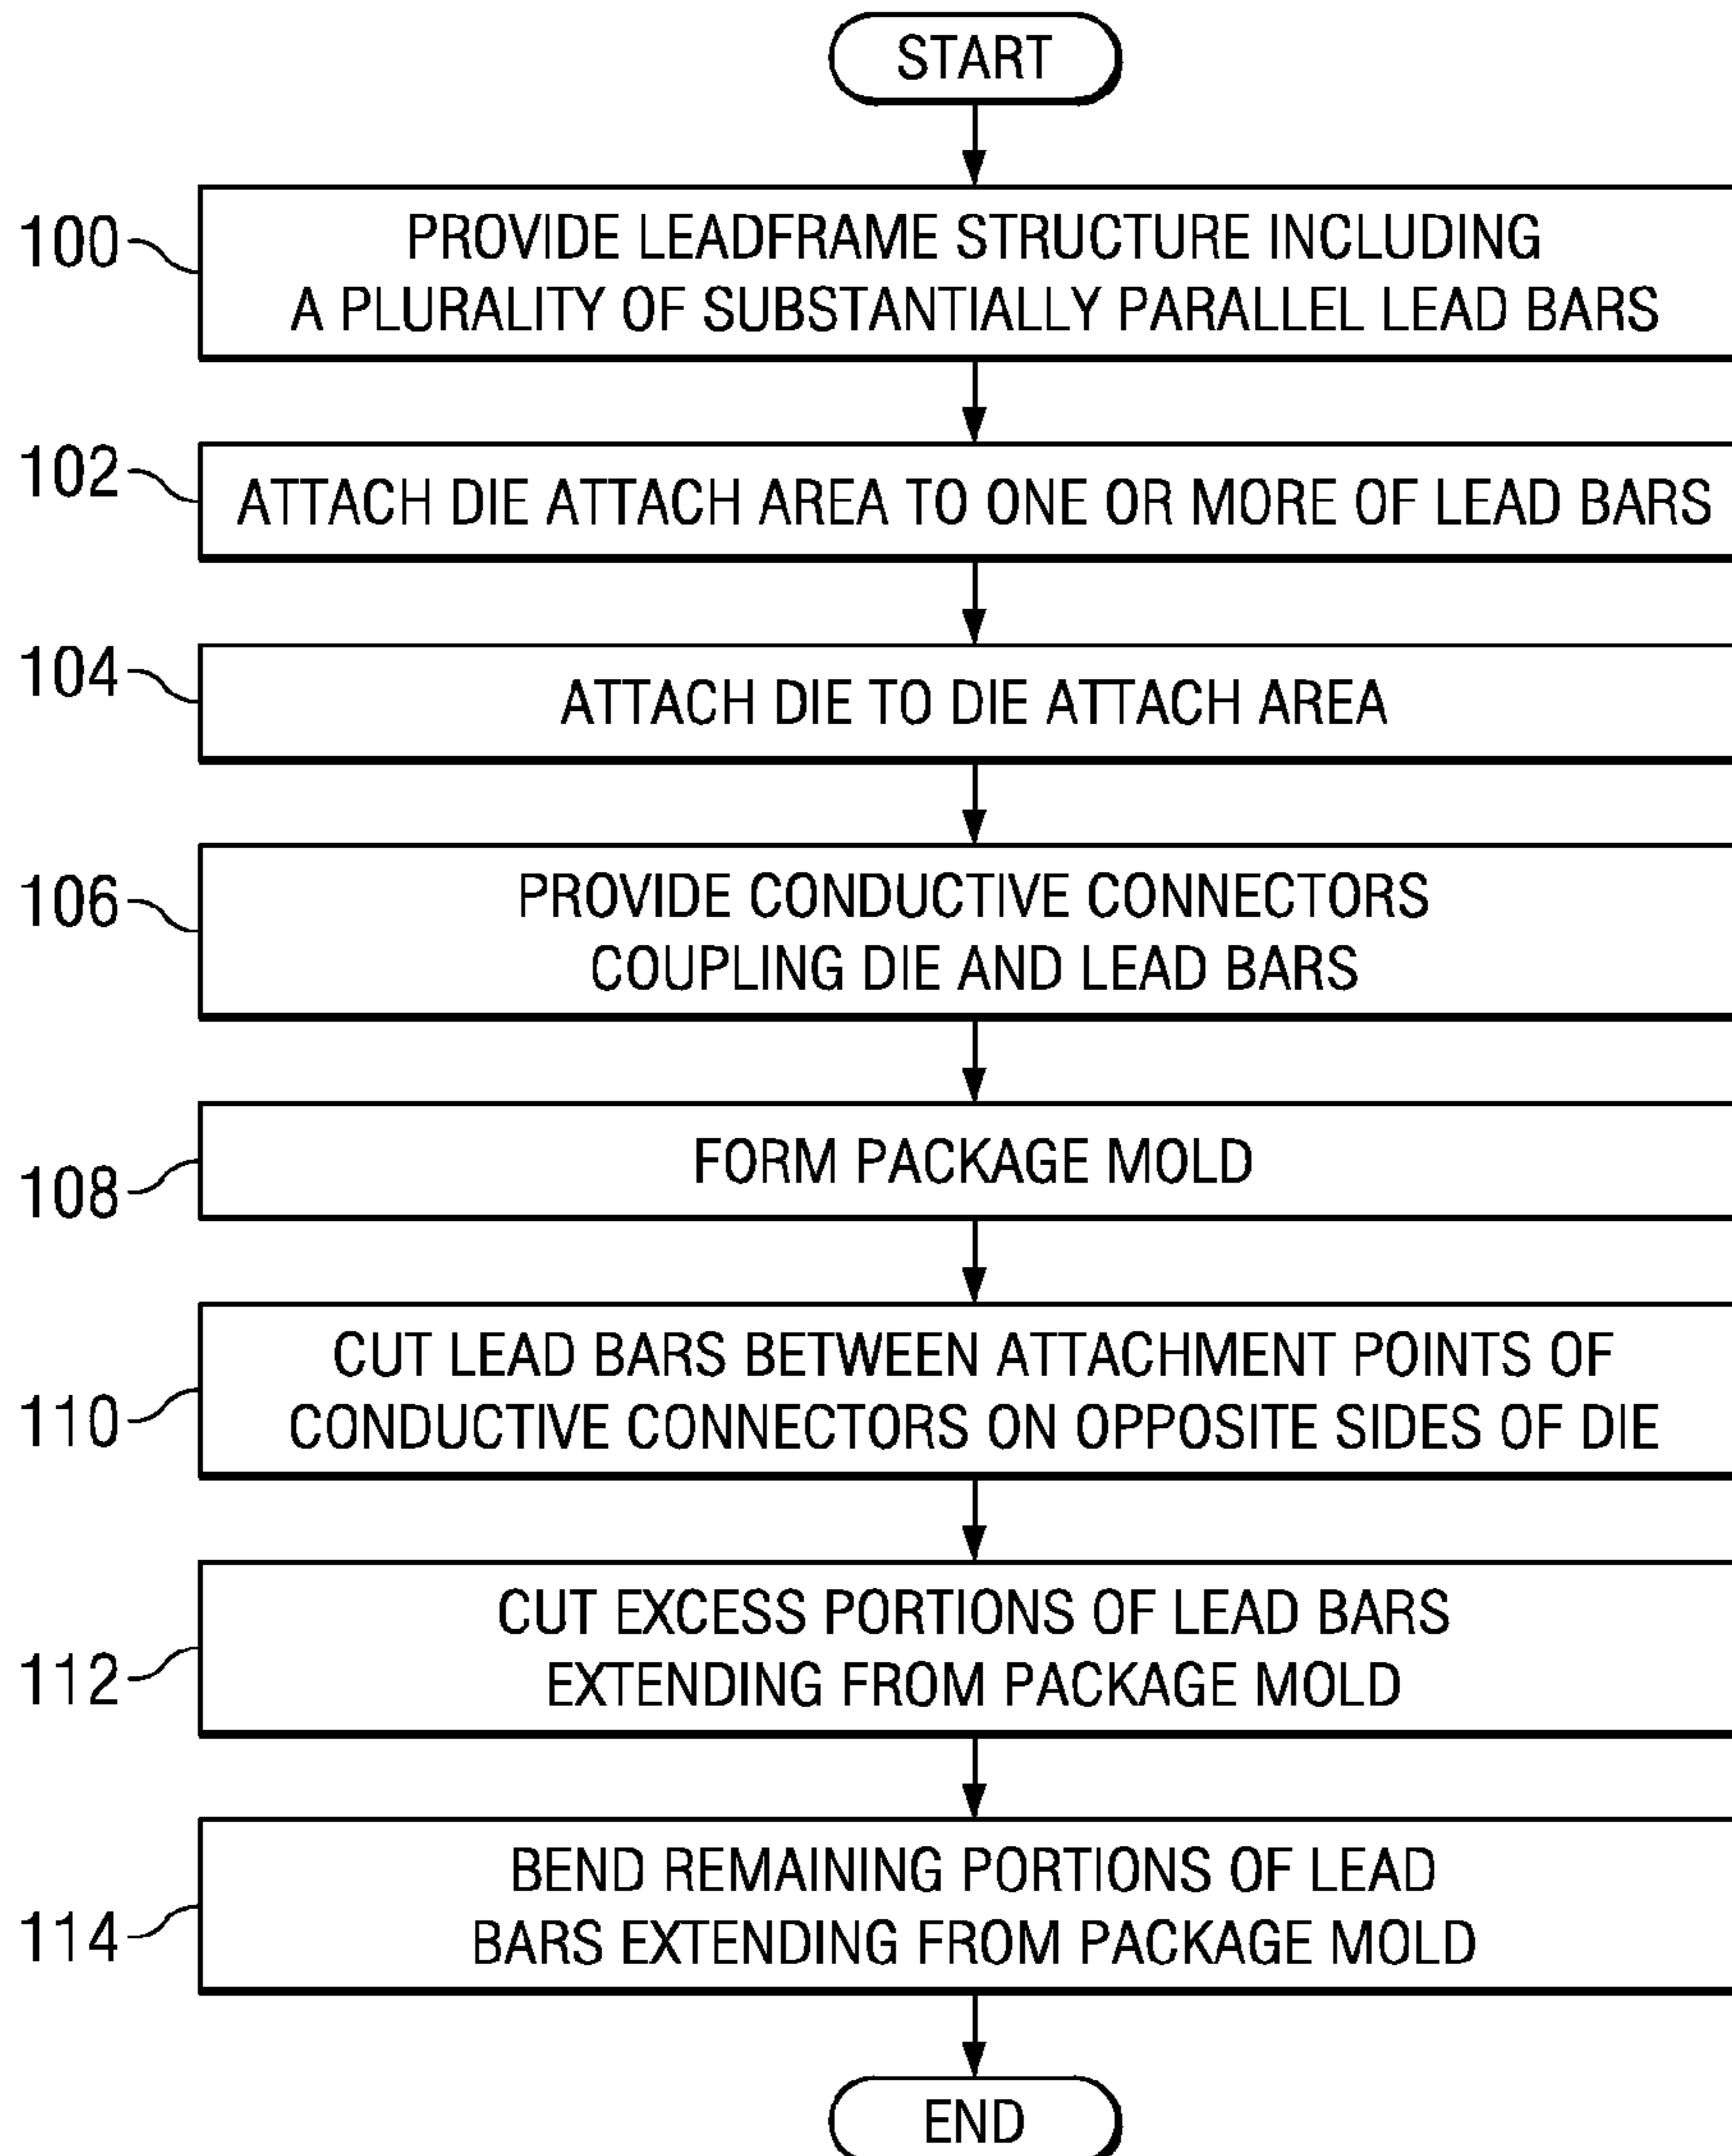 START
100
PROVIDE LEADFRAME STRUCTURE INCLUDING
A PLURALITY OF SUBSTANTIALLY PARALLEL LEAD BARS
102
ATTACH DIE ATTACH AREA TO ONE OR MORE OF LEAD BARS
104
ATTACH DIE TO DIE ATTACH AREA
106
PROVIDE CONDUCTIVE CONNECTORS
COUPLING DIE AND LEAD BARS
108
FORM PACKAGE MOLD
110
CUT LEAD BARS BETWEEN ATTACHMENT POINTS OF
CONDUCTIVE CONNECTORS ON OPPOSITE SIDES OF DIE
112
CUT EXCESS PORTIONS OF LEAD BARS
EXTENDING FROM PACKAGE MOLD
114
BEND REMAINING PORTIONS OF LEAD
BARS EXTENDING FROM PACKAGE MOLD
END